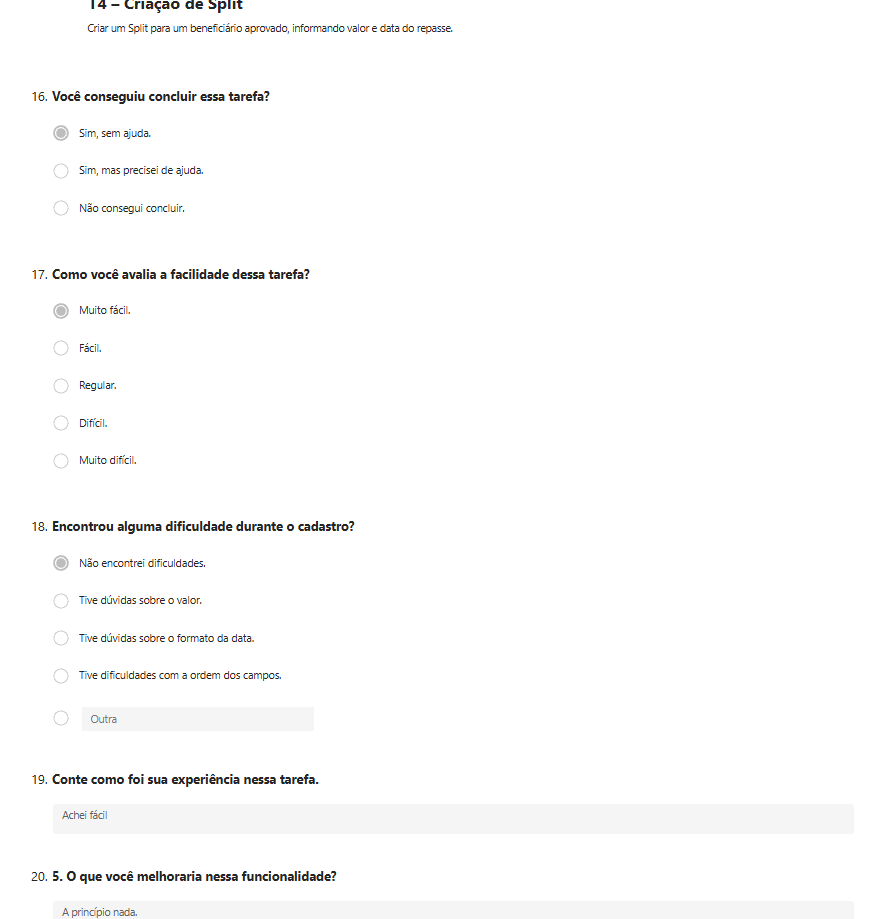 T4 – Criação de Split
Criar um Split para um beneficiário aprovado, informando valor e data do repasse.
16. Você conseguiu concluir essa tarefa?
Sim, sem ajuda.
Sim, mas precisei de ajuda.
Não consegui concluir.
17. Como você avalia a facilidade dessa tarefa?
Muito fácil.
Fácil.
Regular.
Difícil.
Muito difícil.
18. Encontrou alguma dificuldade durante o cadastro?
Não encontrei dificuldades.
Tive dúvidas sobre o valor.
Tive dúvidas sobre o formato da data.
Tive dificuldades com a ordem dos campos.
Outra
19. Conte como foi sua experiência nessa tarefa.
Achei fácil
20. 5. O que você melhoraria nessa funcionalidade?
A princípio nada.